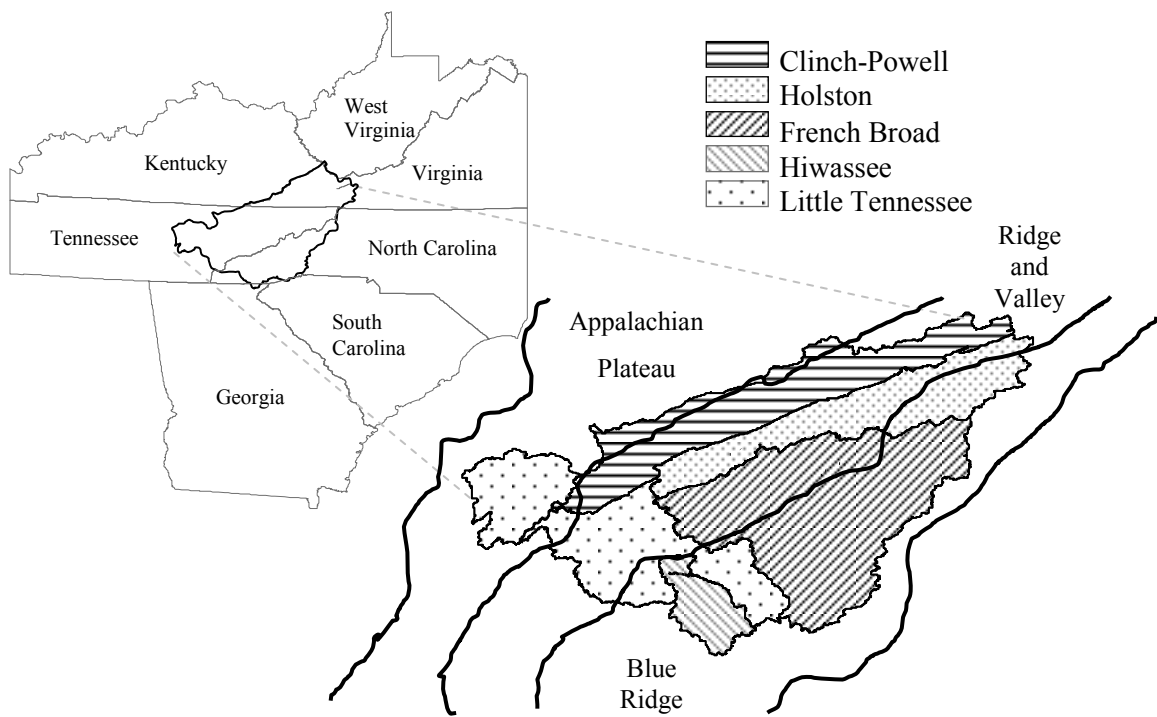 West
Virginia
Kentucky
Virginia
Tennessee
North Carolina
South
Carolina
Georgia
Clinch-Powell
Holston
French Broad
Hiwassee
Little Tennessee
Ridge
and
Valley
Appalachian
Plateau
Blue
Ridge